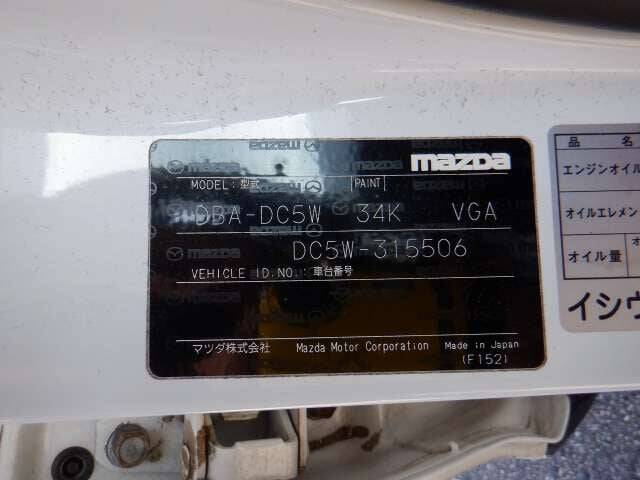 mazda
MODEL: 型式 PAINT
DBA-DC5W 34K VGA
DC5W-315506
VEHICLE ID.NO.: 車台番号
マツダ株式会社 Mazda Motor Corporation Made in Japan
(F152)
品 名
エンジンオイル
オイルエレメン
オイル量
イシ